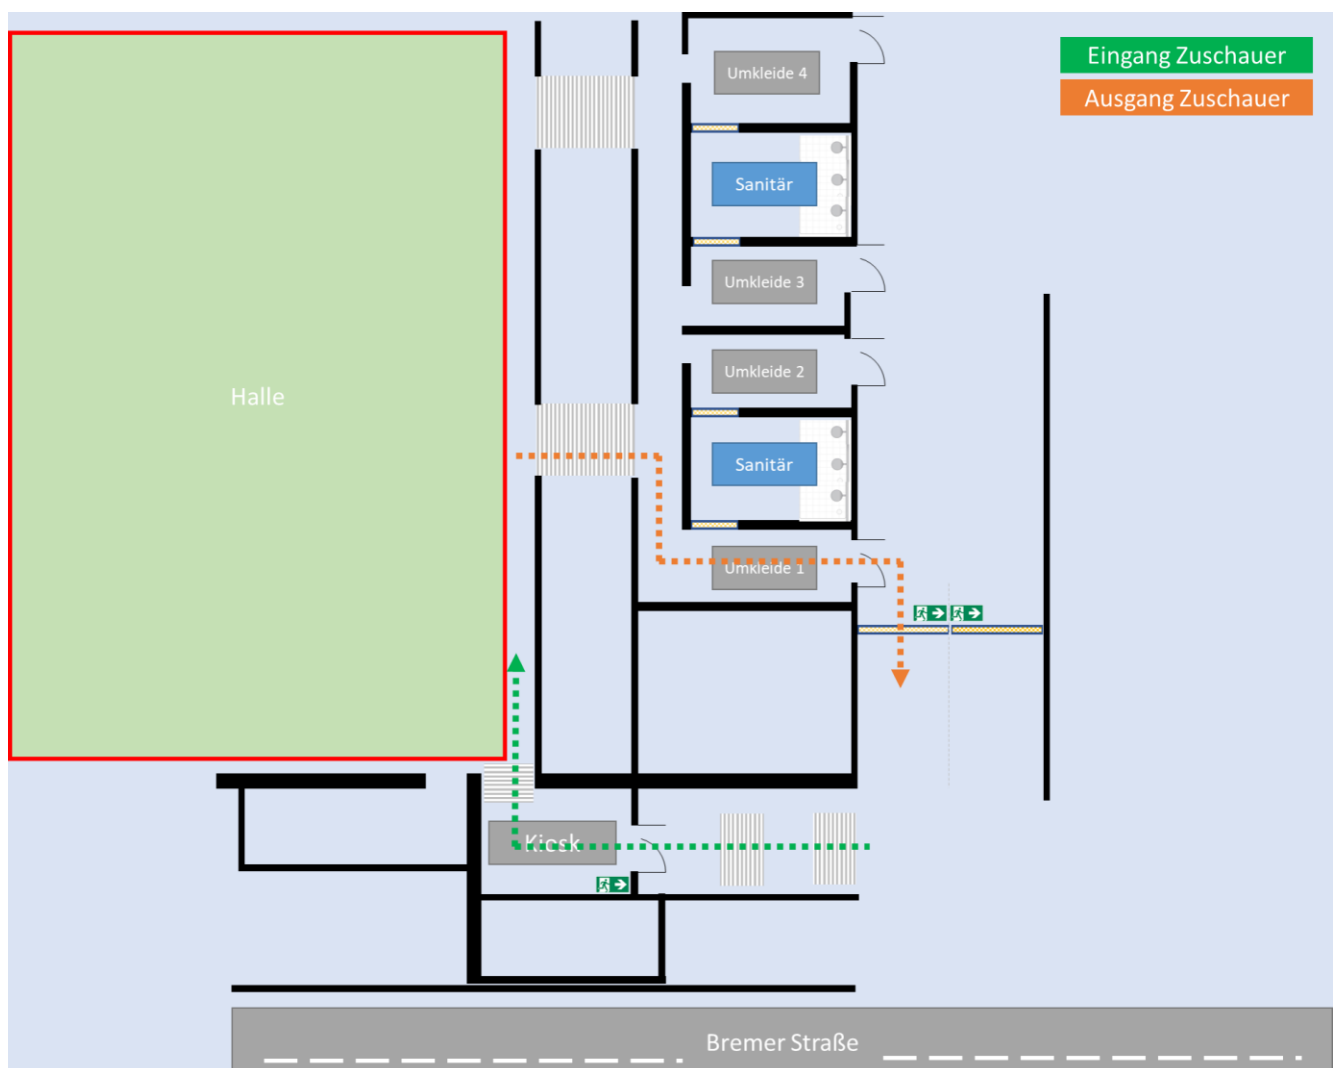 Eingang Zuschauer
Ausgang Zuschauer
Umkleide 4
Sanitär
Umkleide 3
Umkleide 2
Halle
Sanitär
Umkleide 1
Kiosk
Bremer Straße